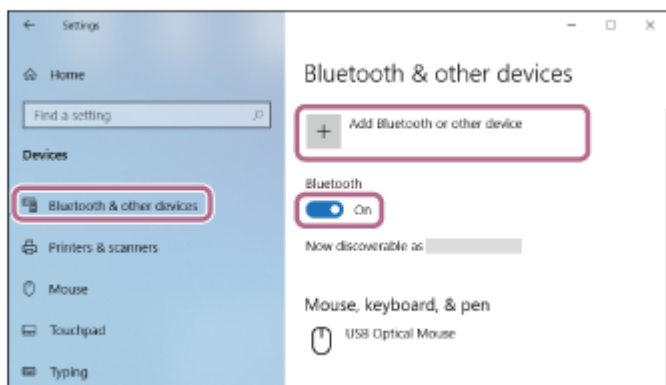 Settings
Home
Find a setting
Devices
Bluetooth & other devices
Printers & scanners
Mouse
Touchpad
Typing
Bluetooth & other devices
Add Bluetooth or other device
Bluetooth
On
Now discoverable as
Mouse, keyboard, & pen
USB Optical Mouse